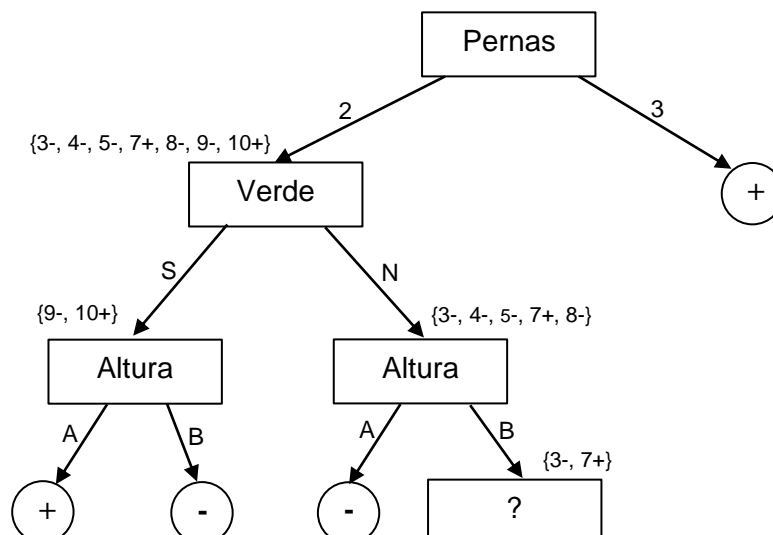 Pernas
2
3
{3-, 4-, 5-, 7+, 8-, 9-, 10+}
Verde
+
S
N
{9-, 10+}
{3-, 4-, 5-, 7+, 8-}
Altura
Altura
A
B
A
B
{3-, 7+}
+
-
-
?